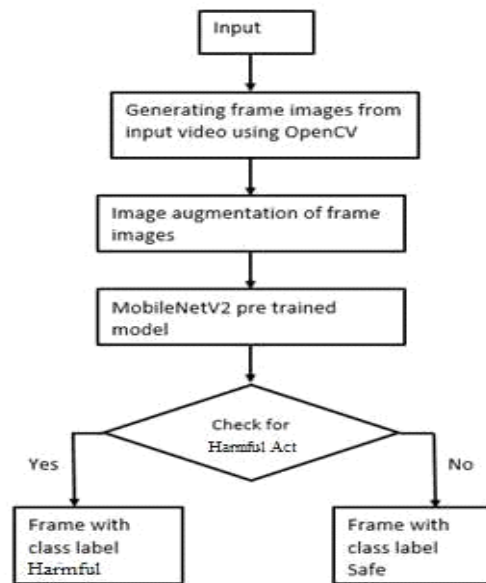 Input
Generating frame images from
input video using OpenCV
Image augmentation of frame
images
MobileNetV2 pre trained
model
Check for
Harmful Act
Yes
No
Frame with
class label
Harmful
Frame with
class label
Safe